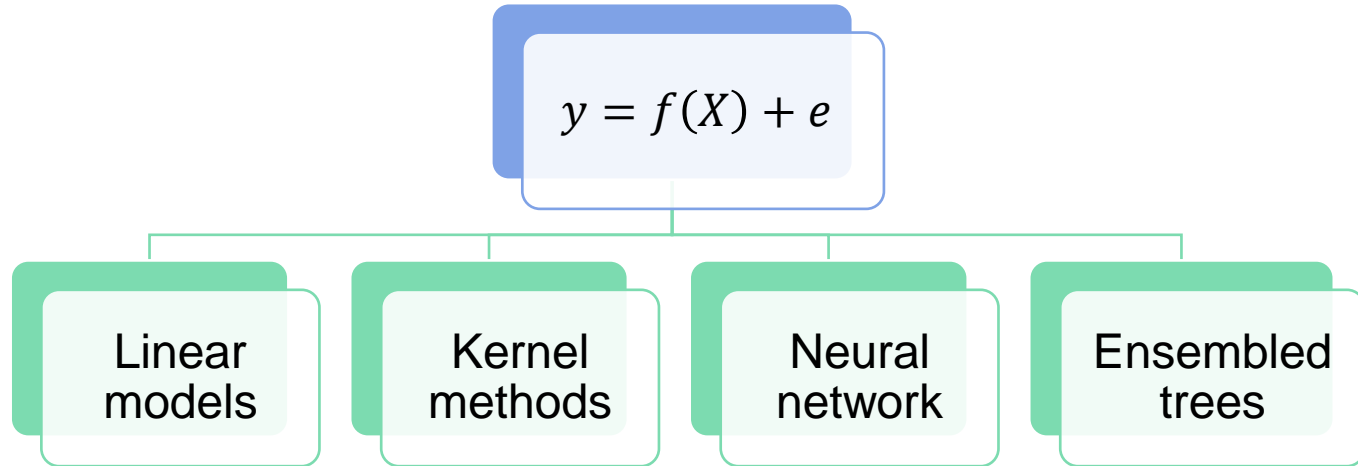 y = f(X) + e
Linear
models
Kernel
methods
Neural
network
Ensembled
trees